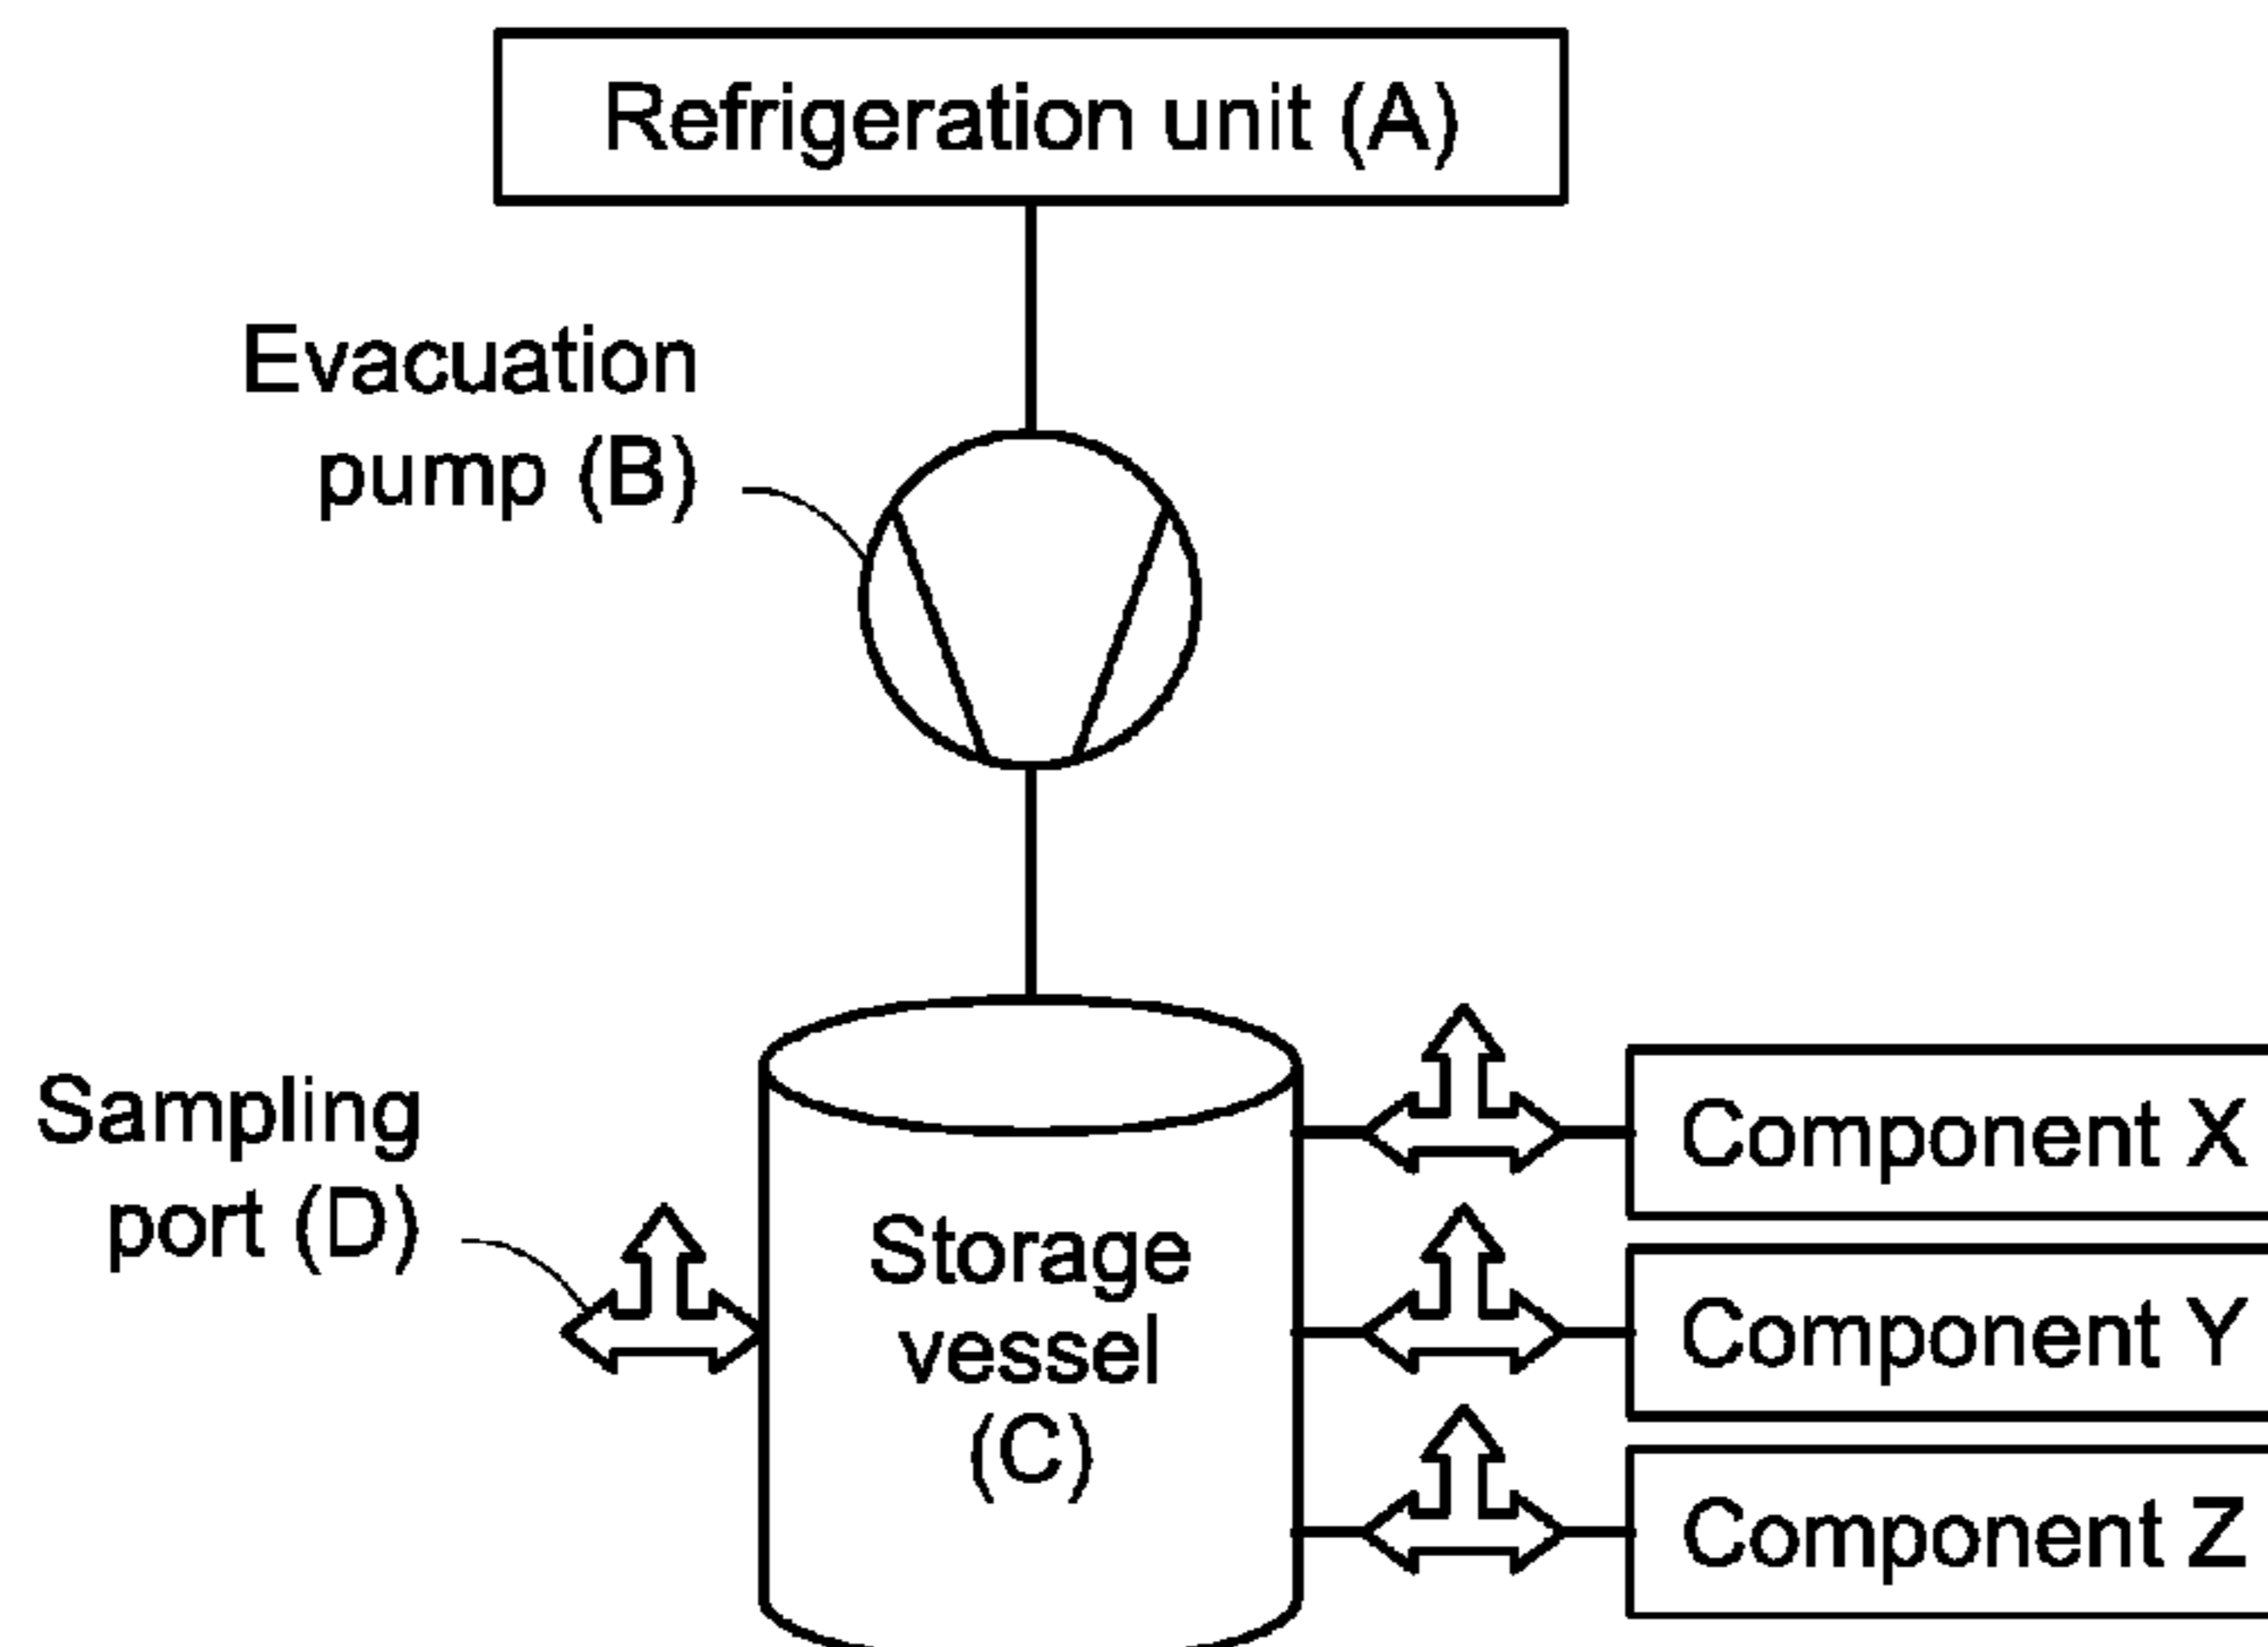 Refrigeration unit (A)
Evacuation
pump (B)
Sampling
port (D)
Storage
vessel
(C)
Component X
Component Y
Component Z